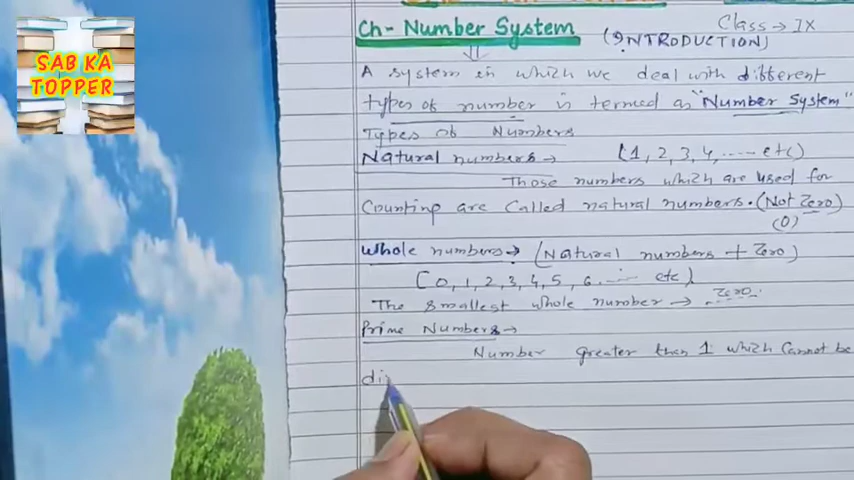 SAB KA
TOPPER
Ch- Number System
Class → IX
(INTRODUCTION)
A system in which we deal with different
types of number is termed as "Number System"
Types of Numbers
Natural numbers → (1, 2, 3, 4, ..... etc)
Those numbers which are used for
Counting are called natural numbers. (Not Zero)
(0)
Whole numbers → (Natural numbers + Zero)
(0, 1, 2, 3, 4, 5, 6 ...... etc)
The smallest whole number → Zero.
Prime Numbers →
Number greater than 1 which cannot be
di